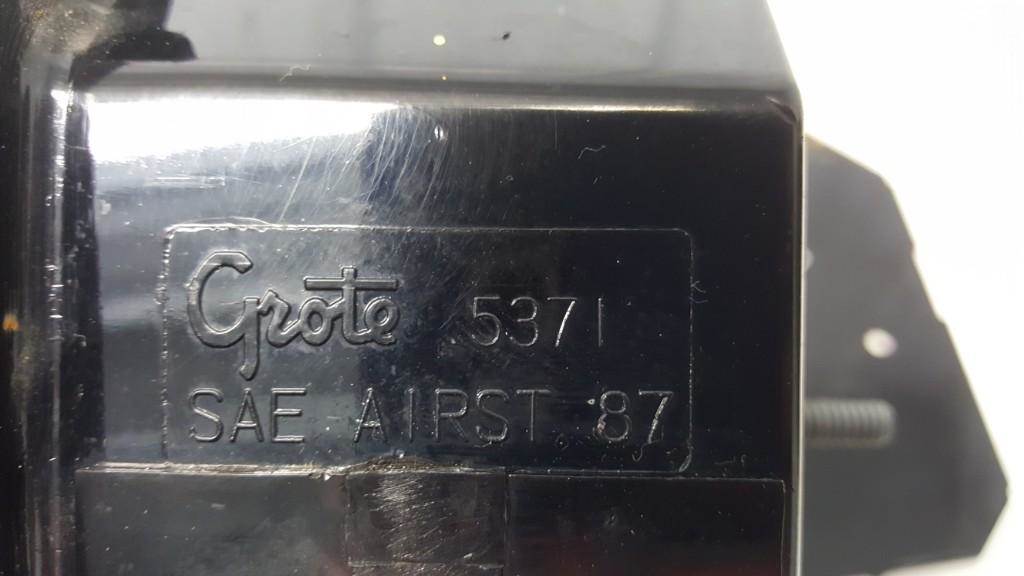 Grote 5371
SAE AIRST 87